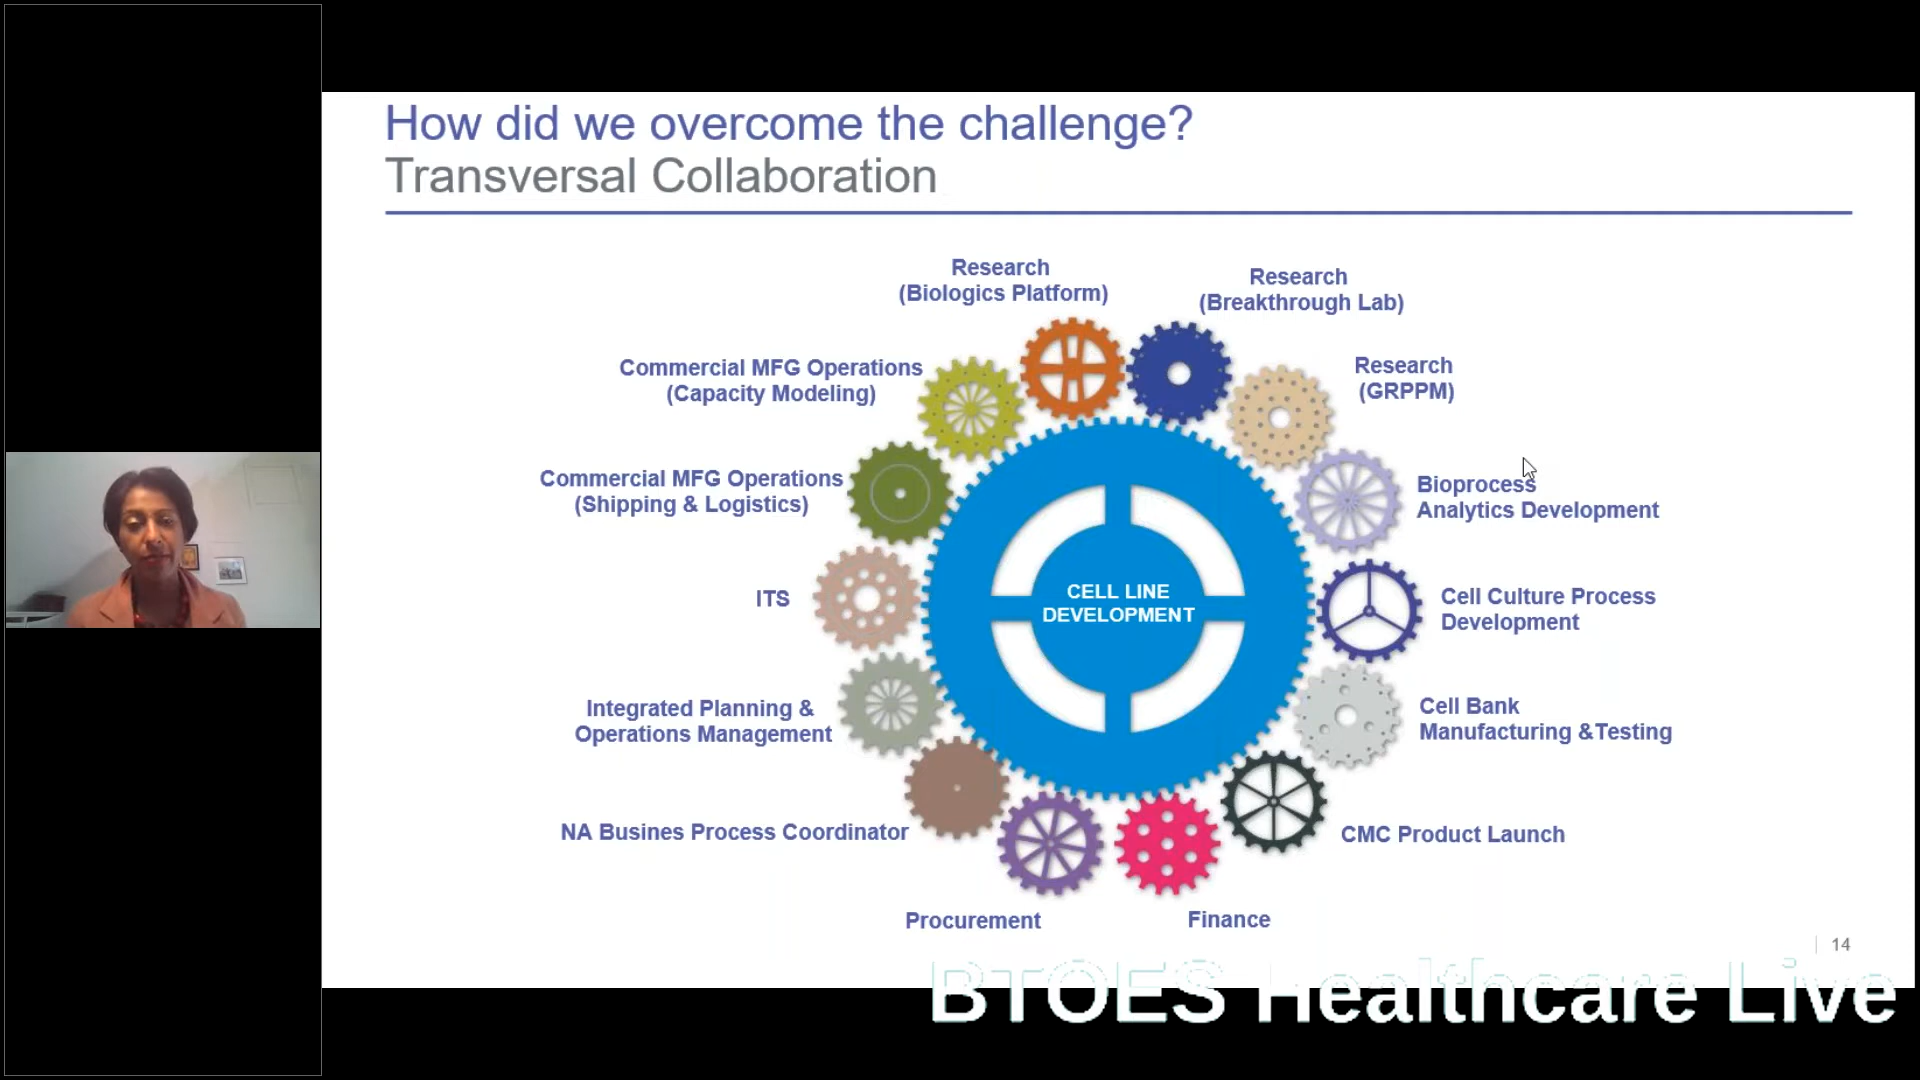 How did we overcome the challenge?
Transversal Collaboration
Research
(Biologics Platform)
Research
(Breakthrough Lab)
Commercial MFG Operations
(Capacity Modeling)
Research
(GRPPM)
Commercial MFG Operations
(Shipping & Logistics)
Bioprocess
Analytics Development
ITS
CELL LINE
DEVELOPMENT
Cell Culture Process
Development
Integrated Planning &
Operations Management
Cell Bank
Manufacturing &Testing
NA Busines Process Coordinator
CMC Product Launch
Procurement
Finance
14
BTOES Healthcare Live